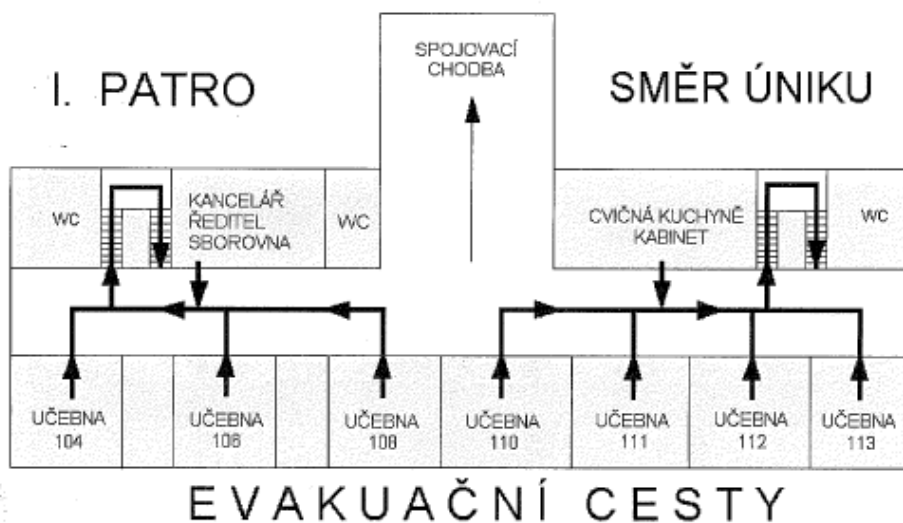 I. PATRO
SPOJOVACÍ
CHODBA
SMĚR ÚNIKU
WC
KANCELÁŘ
ŘEDITEL
SBOROVNA
WC
CVIČNÁ KUCHYNĚ
KABINET
WC
UČEBNA
104
UČEBNA
106
UČEBNA
108
UČEBNA
110
UČEBNA
111
UČEBNA
112
UČEBNA
113
EVAKUAČNÍ CESTY